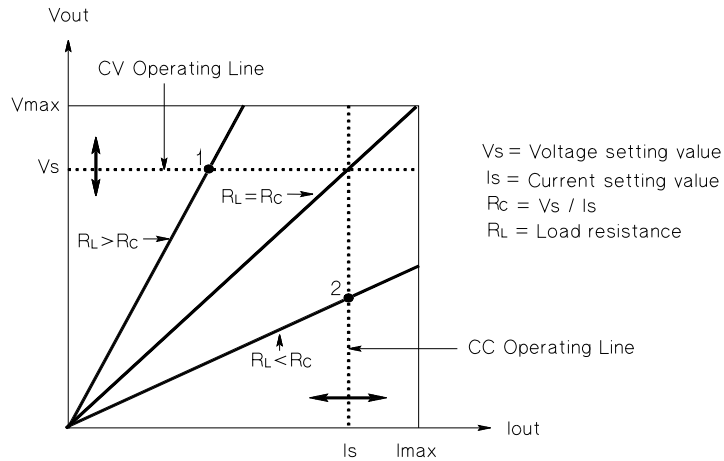 Vout
CV Operating Line
Vmax
Vs
1
RL=RC
RL>RC
2
RL<RC
Vs = Voltage setting value
Is = Current setting value
RC = Vs / Is
RL = Load resistance
CC Operating Line
Iout
Is
Imax